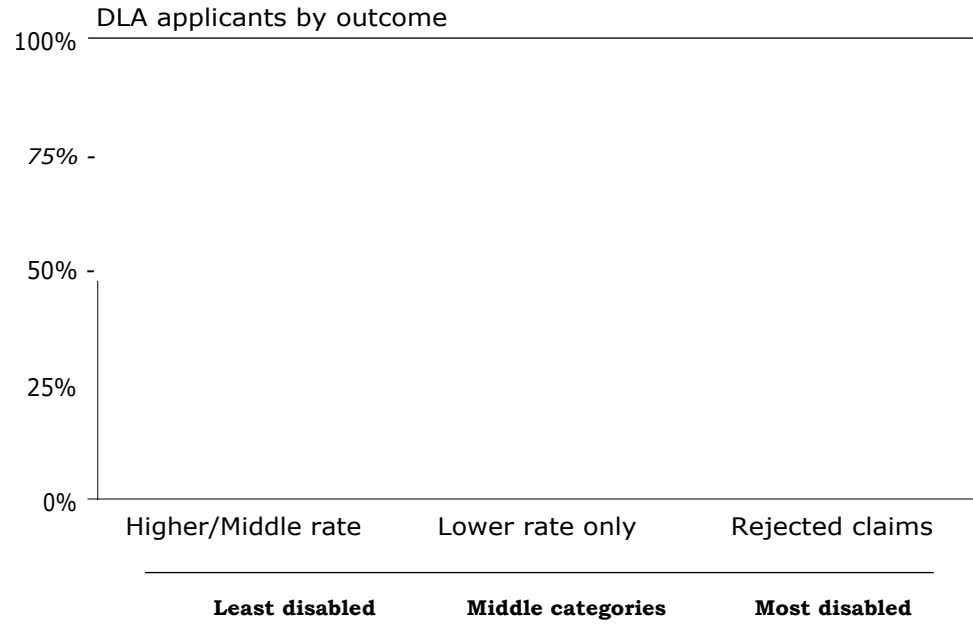 DLA applicants by outcome
100%
75% -
50% -
25%
0%
Higher/Middle rate Lower rate only Rejected claims
Least disabled Middle categories Most disabled